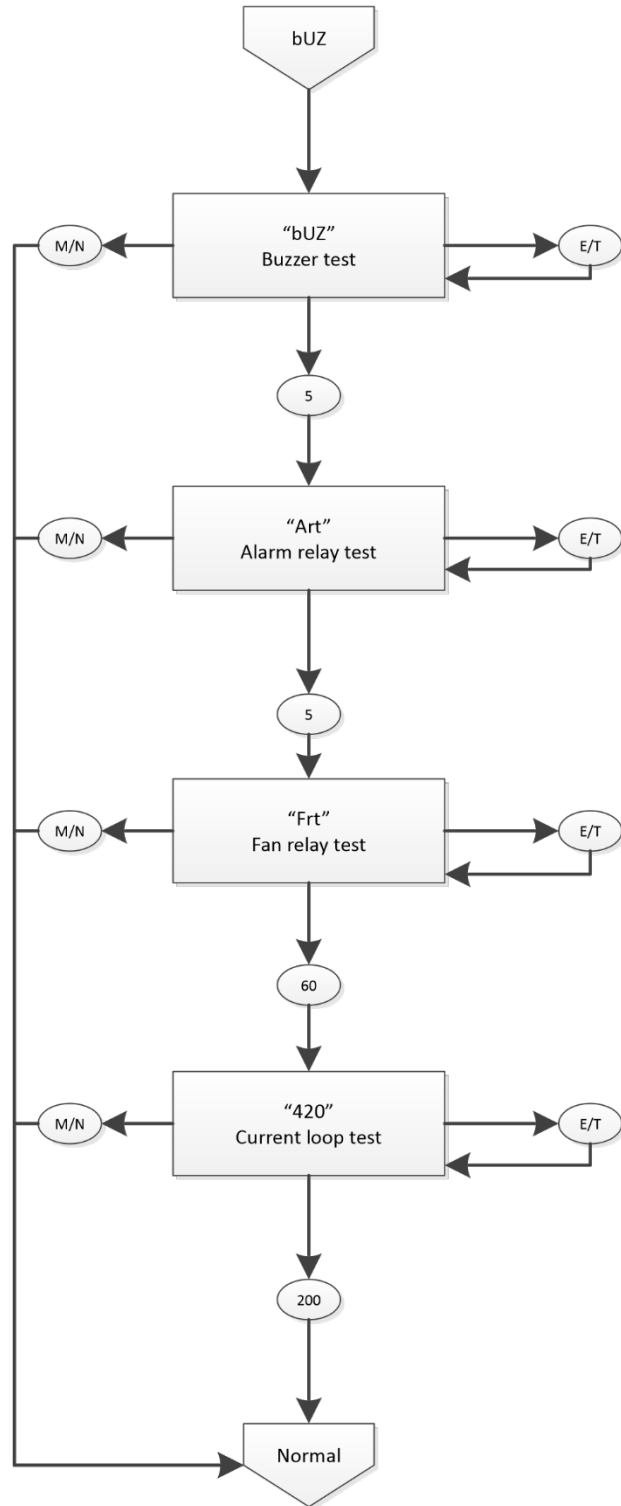 bUZ
M/N
“bUZ”
Buzzer test
E/T
5
M/N
“Art”
Alarm relay test
E/T
5
M/N
“Frt”
Fan relay test
E/T
60
M/N
“420”
Current loop test
E/T
200
Normal